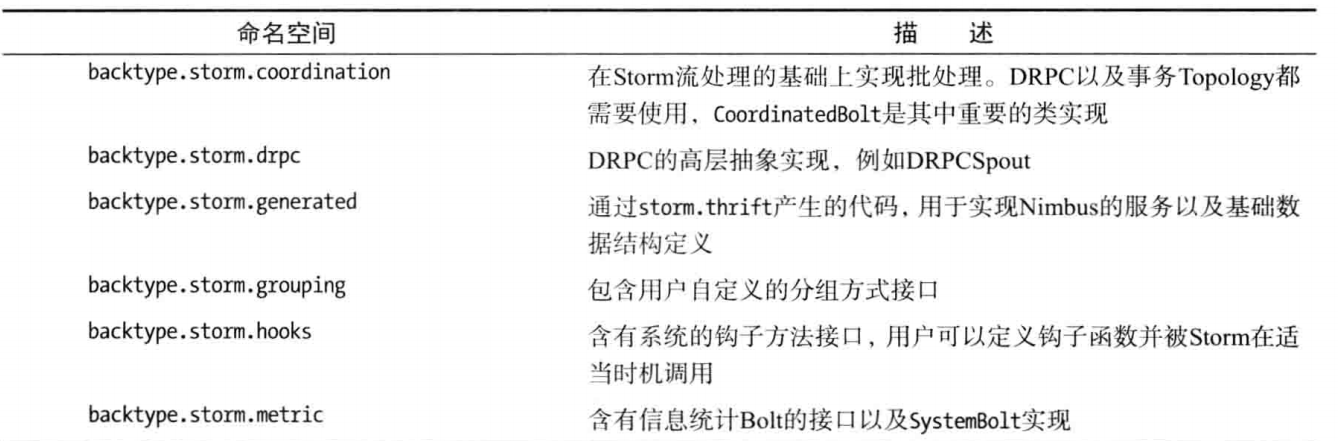 命名空间 描 述
backtype.storm.coordination 在Storm流处理的基础上实现批处理。DRPC以及事务Topology都
需要使用，CoordinatedBolt是其中重要的类实现
backtype.storm.drpc DRPC的高层抽象实现，例如DRPCSpout
backtype.storm.generated 通过storm.thrift产生的代码，用于实现Nimbus的服务以及基础数
据结构定义
backtype.storm.grouping 包含用户自定义的分组方式接口
backtype.storm.hooks 含有系统的钩子方法接口，用户可以定义钩子函数并被Storm在适
当时机调用
backtype.storm.metric 含有信息统计Bolt的接口以及SystemBolt实现